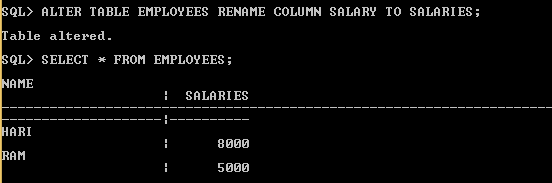 SQL> ALTER TABLE EMPLOYEES RENAME COLUMN SALARY TO SALARIES;
Table altered.
SQL> SELECT * FROM EMPLOYEES;
NAME
¦ SALARIES
--------------------------------------------------------------------------------
--------------------¦----------
HARI
¦ 8000
RAM
¦ 5000